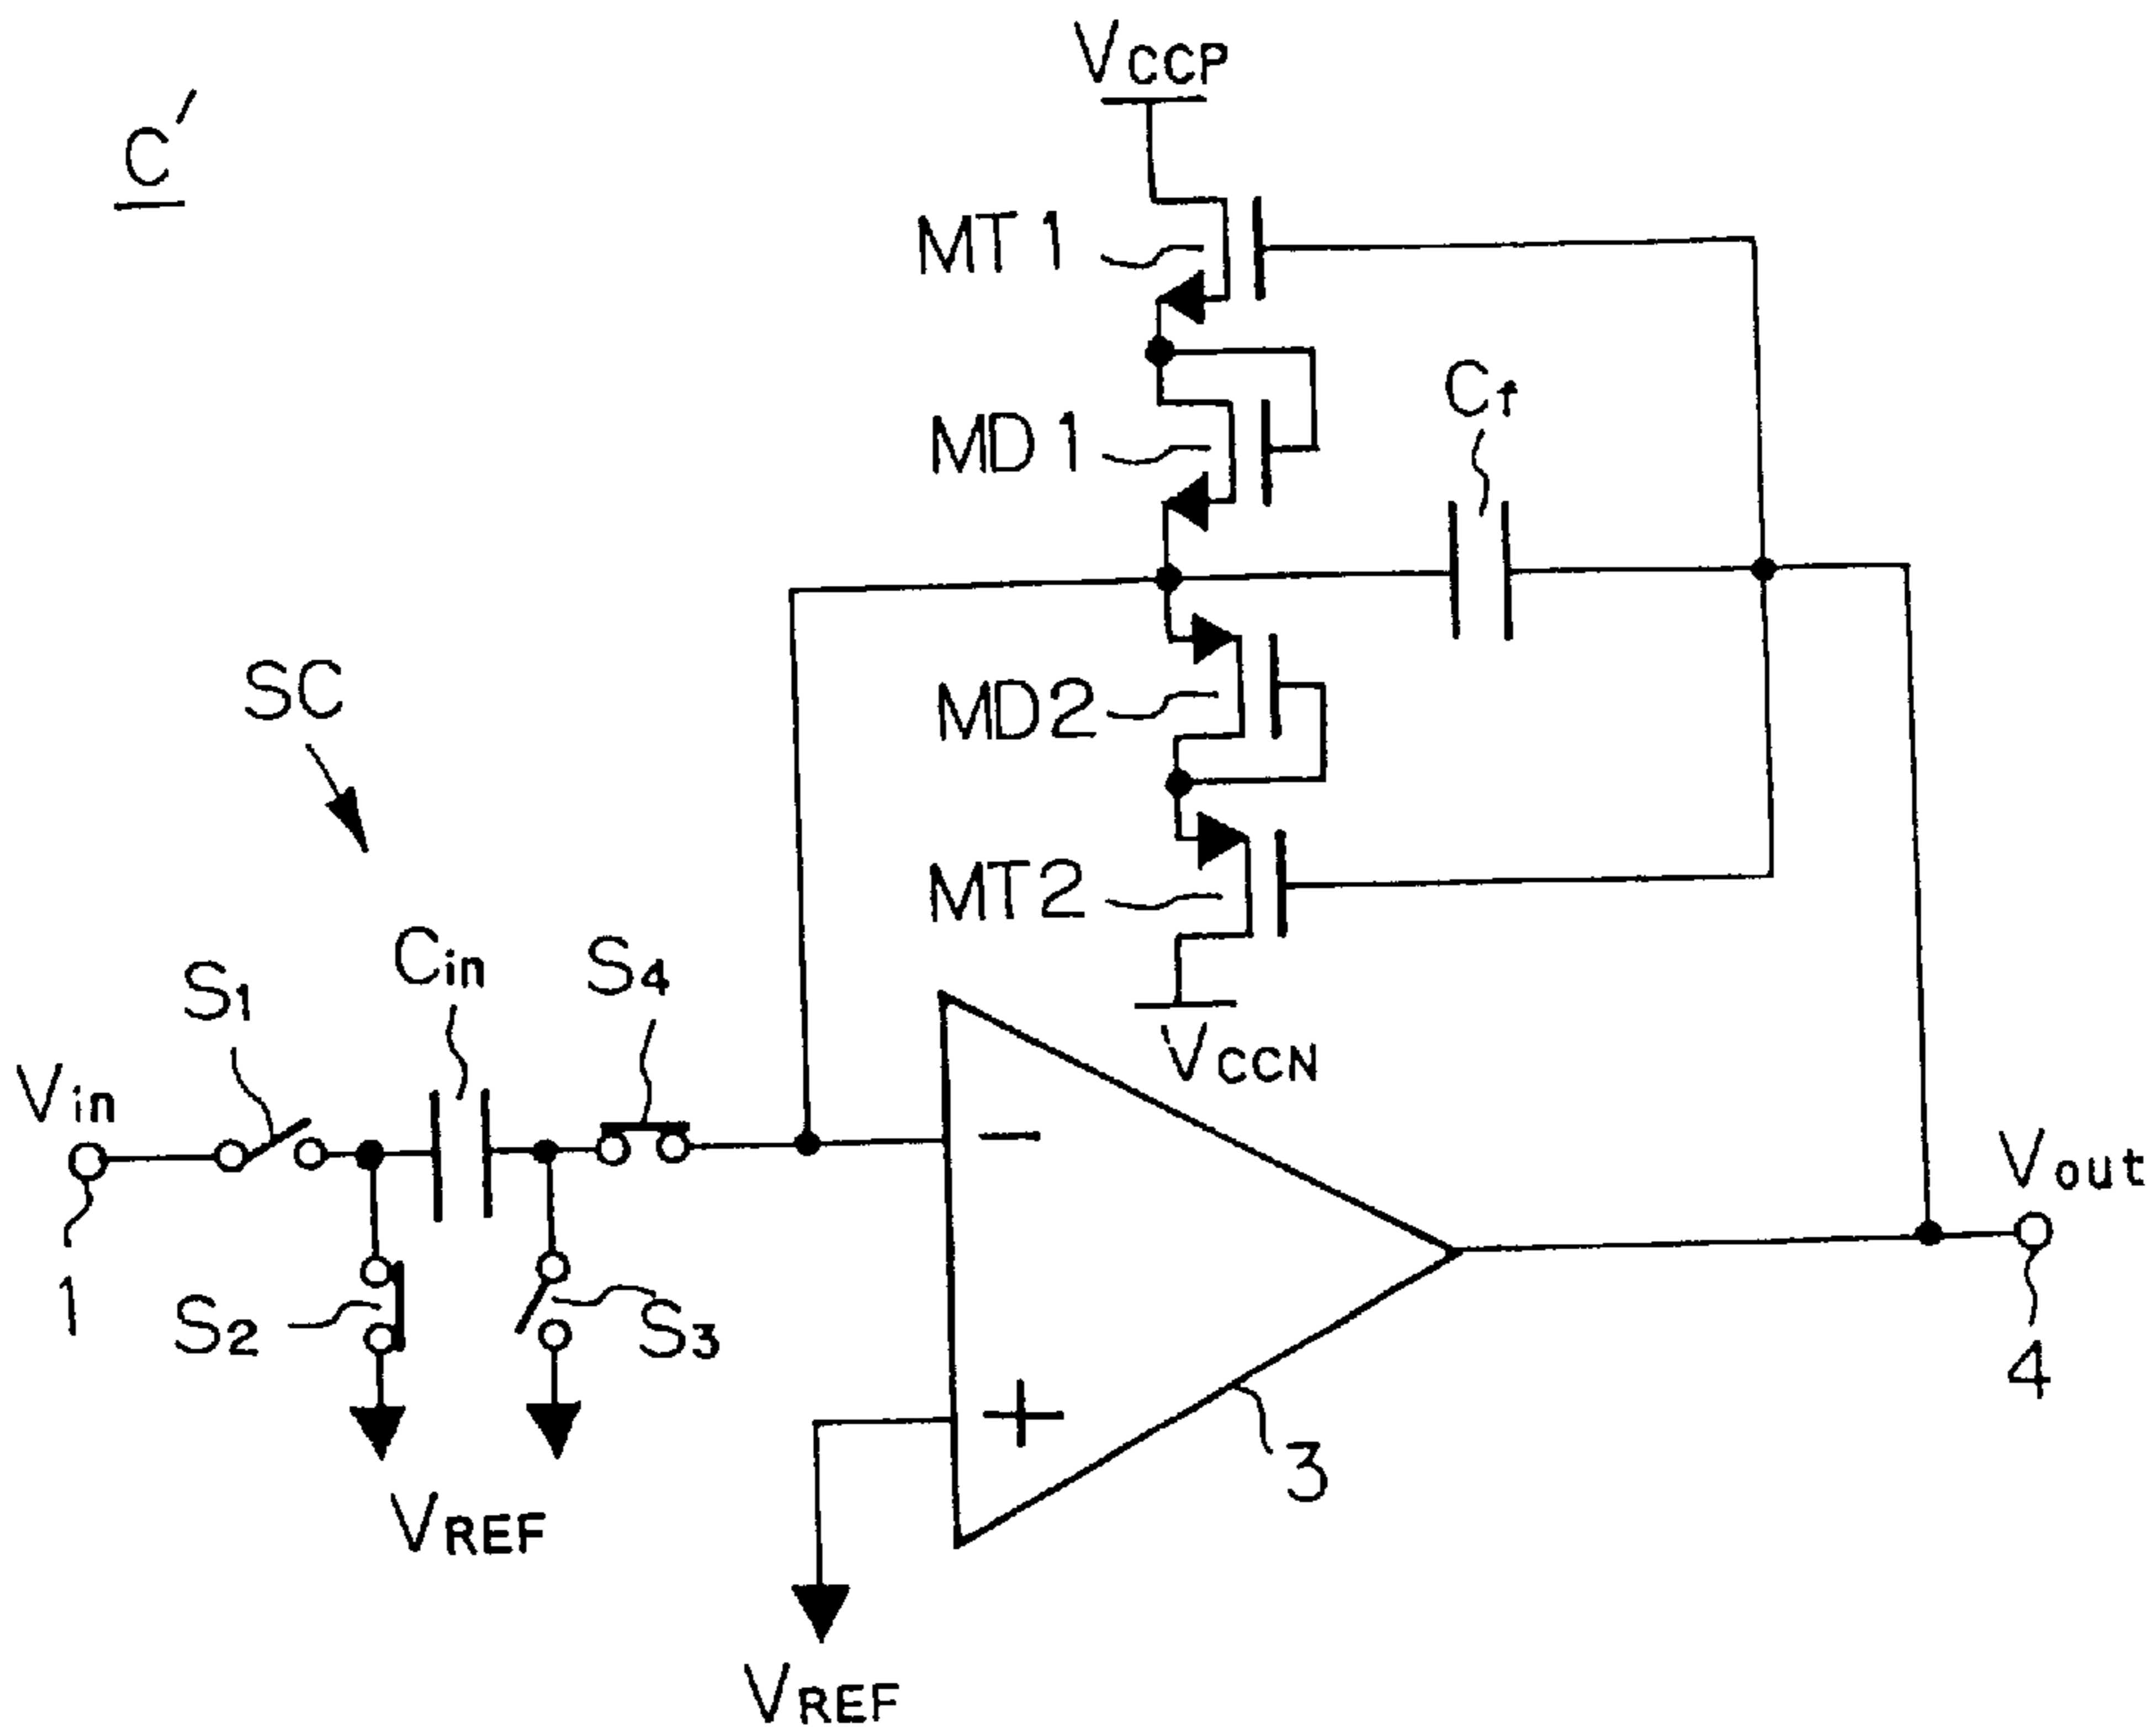 VCCP
C′
MT1
MD1
Cf
SC
MD2
MT2
Cin
S4
S1
Vin
VCCN
−
Vout
1
S2
S3
4
+
3
VREF
VREF